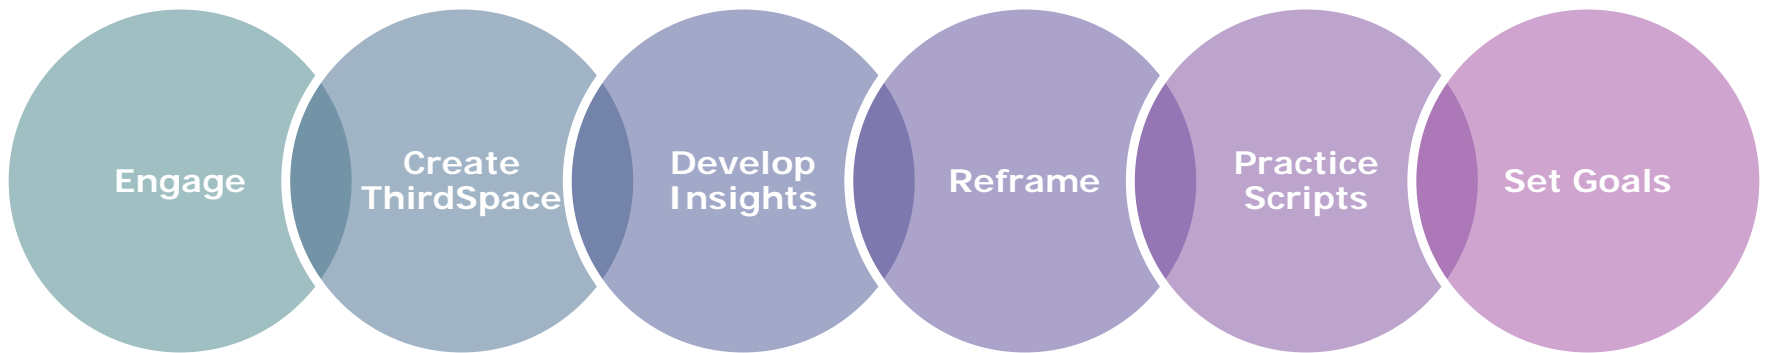 Engage
Create
ThirdSpace
Develop
Insights
Reframe
Practice
Scripts
Set Goals